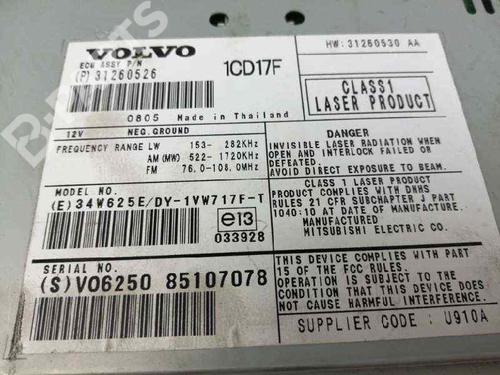 VOLVO
ECU ASSY P/N
(P) 31260526
1CD17F
HW:31260530 AA
CLASS1
LASER PRODUCT
0805 Made in Thailand
12V NEG.GROUND
FREQUENCY RANGE LW 153- 282KHz
AM(MW) 522-1720KHz
FM 76.0-108.0MHz
DANGER
INVISIBLE LASER RADIATION WHEN
OPEN AND INTERLOCK FAILED OR
DEFEATED.
AVOID DIRECT EXPOSURE TO BEAM.
CLASS 1 LASER PRODUCT
PRODUCT COMPLIES WITH DHHS
RULES 21 CFR SUBCHAPTER J PART
1040:10 AT DATE OF MANUFACTURE.
MANUFACTURED
MITSUBISHI ELECTRIC CO.
MODEL NO.
(E)34W625E/DY-1VW717F-T
e13
033928
SERIAL NO.
(S)V06250 85107078
THIS DEVICE COMPLIES WITH PART
15 OF THE FCC RULES.
OPERATION IS SUBJECT TO THE
CONDITION THAT THIS DEVICE DOES
NOT CAUSE HARMFUL INTERFERENCE.
SUPPLIER CODE : U910A